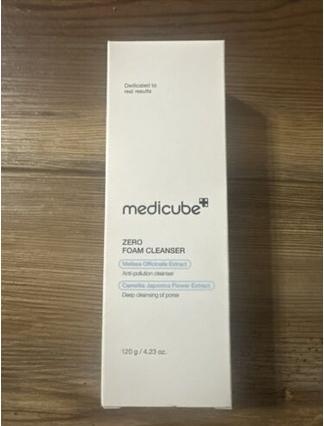 Dedicated to
real results
medicube
ZERO
FOAM CLEANSER
Melissa Officinalis Extract
Anti-pollution cleanser
Camellia Japonica Flower Extract
Deep cleansing of pores
120 g / 4.23 oz.